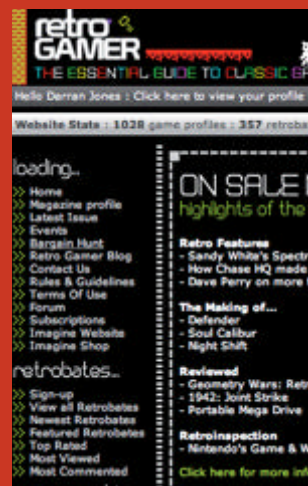 retro
GAMER
THE ESSENTIAL GUIDE TO CLASSIC
Hello Darran Jones : Click here to view your profile
Website Stats : 1028 game profiles : 357
loading...
Home
Magazine profile
Latest Issue
Events
Bargain Hunt
Retro Gamer Blog
Contact Us
Rules & Guidelines
Terms Of Use
Forum
Subscriptions
Imagine Website
Imagine Shop
retrobates...
Sign-up
View all Retrobates
Newest Retrobates
Featured Retrobates
Top Rated
Most Viewed
Most Commented
ON SALE
highlights of the
Retro Features
- Sandy White's
- How Chase HQ made
- Dave Perry on more
The Making of...
- Defender
- Soul Calibur
- Night Shift
Reviewed
- Geometry Wars:
- 1942: Joint Strike
- Portable Mega Drive
Retroinspection
- Nintendo's Game &
Click here for more